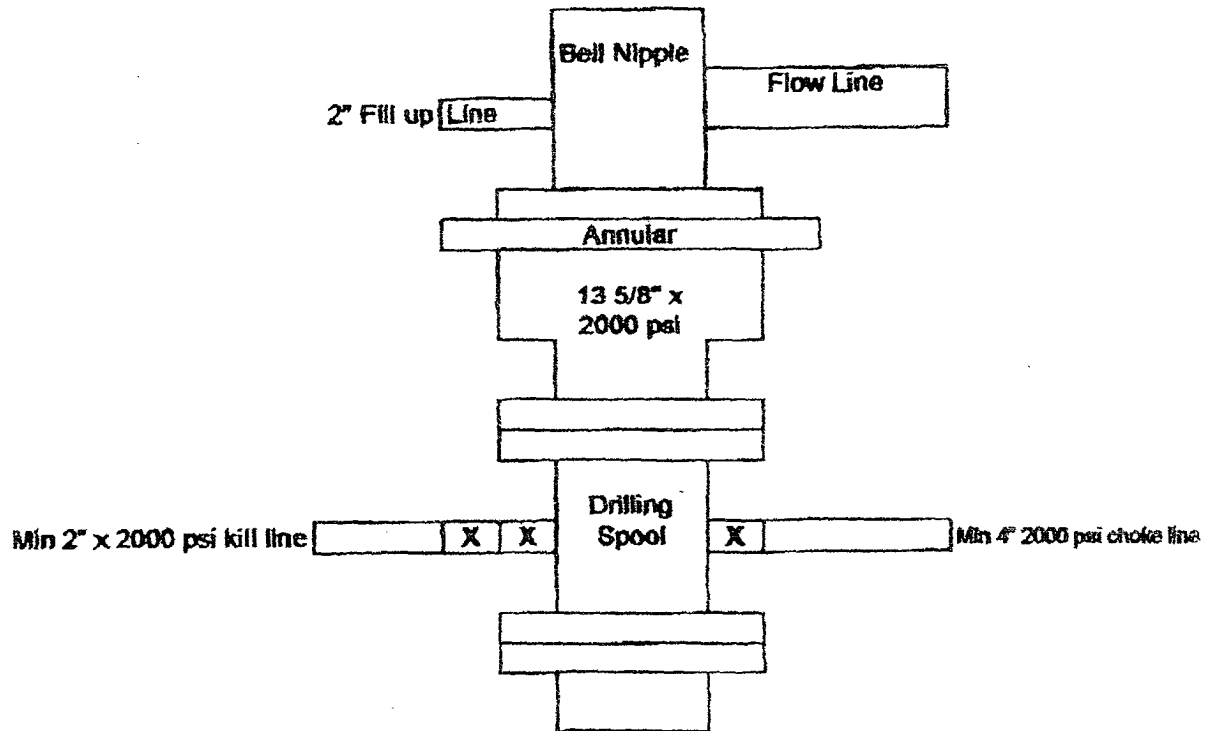 Bell Nipple
Flow Line
2" Fill up Line
Annular
13 5/8" x
2000 psi
Drilling
Spool
Min 2" x 2000 psi kill line
X X
X
Min 4" 2000 psi choke line